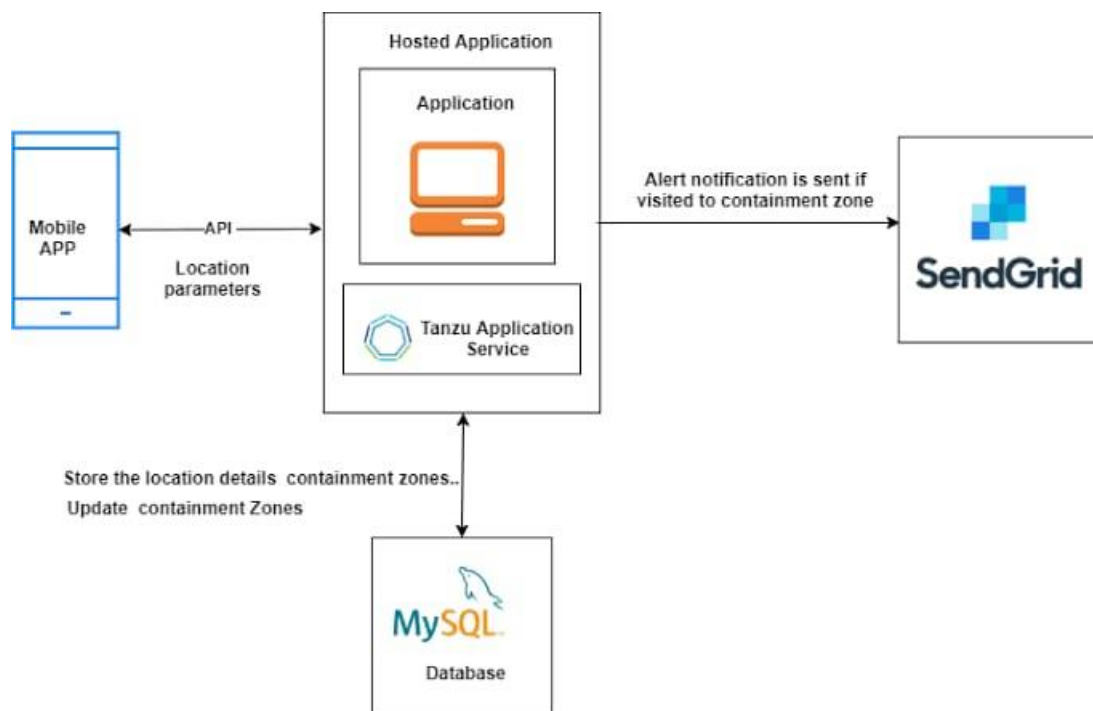 Hosted Application
Application
Mobile
APP
API
Location
parameters
Tanzu Application
Service
Alert notification is sent if
visited to containment zone
SendGrid
Store the location details  containment zones..
Update  containment Zones
MySQL
Database